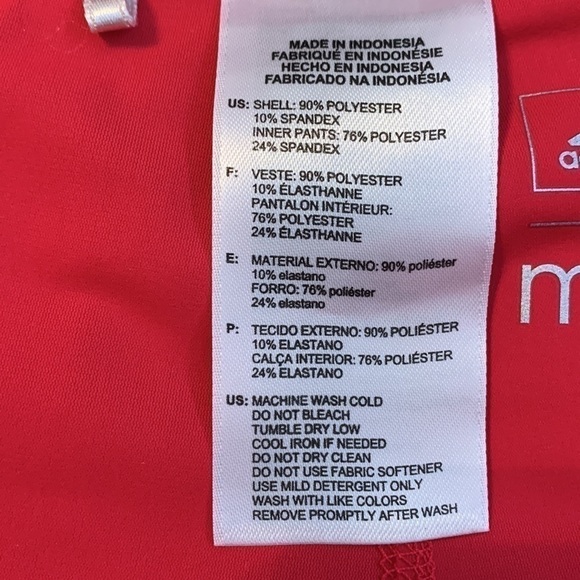 MADE IN INDONESIA
FABRIQUÉ EN INDONÉSIE
HECHO EN INDONESIA
FABRICADO NA INDONÉSIA
US: SHELL: 90% POLYESTER
10% SPANDEX
INNER PANTS: 76% POLYESTER
24% SPANDEX
F: VESTE: 90% POLYESTER
10% ÉLASTHANNE
PANTALON INTÉRIEUR:
76% POLYESTER
24% ÉLASTHANNE
E: MATERIAL EXTERNO: 90% poliéster
10% elastano
FORRO: 76% poliéster
24% elastano
P: TECIDO EXTERNO: 90% POLIÉSTER
10% ELASTANO
CALÇA INTERIOR: 76% POLIÉSTER
24% ELASTANO
US: MACHINE WASH COLD
DO NOT BLEACH
TUMBLE DRY LOW
COOL IRON IF NEEDED
DO NOT DRY CLEAN
DO NOT USE FABRIC SOFTENER
USE MILD DETERGENT ONLY
WASH WITH LIKE COLORS
REMOVE PROMPTLY AFTER WASH